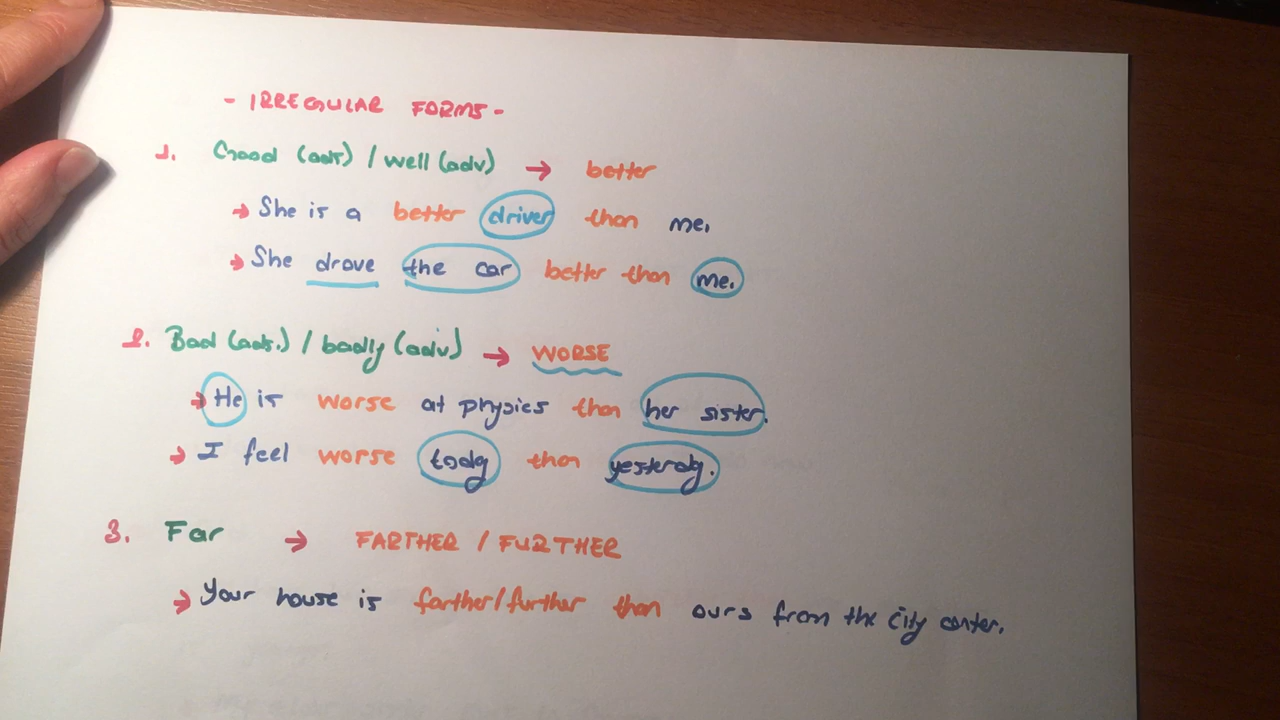 - IRREGULAR FORMS -
1. Good (adj) / well (adv) → better
→ She is a better driver than me.
→ She drove the car better than me.
2. Bad (adj.) / badly (adv) → WORSE
→ He is worse at physics than her sister.
→ I feel worse today than yesterday.
3. Far → FARTHER / FURTHER
→ Your house is farther/further than ours from the city center.